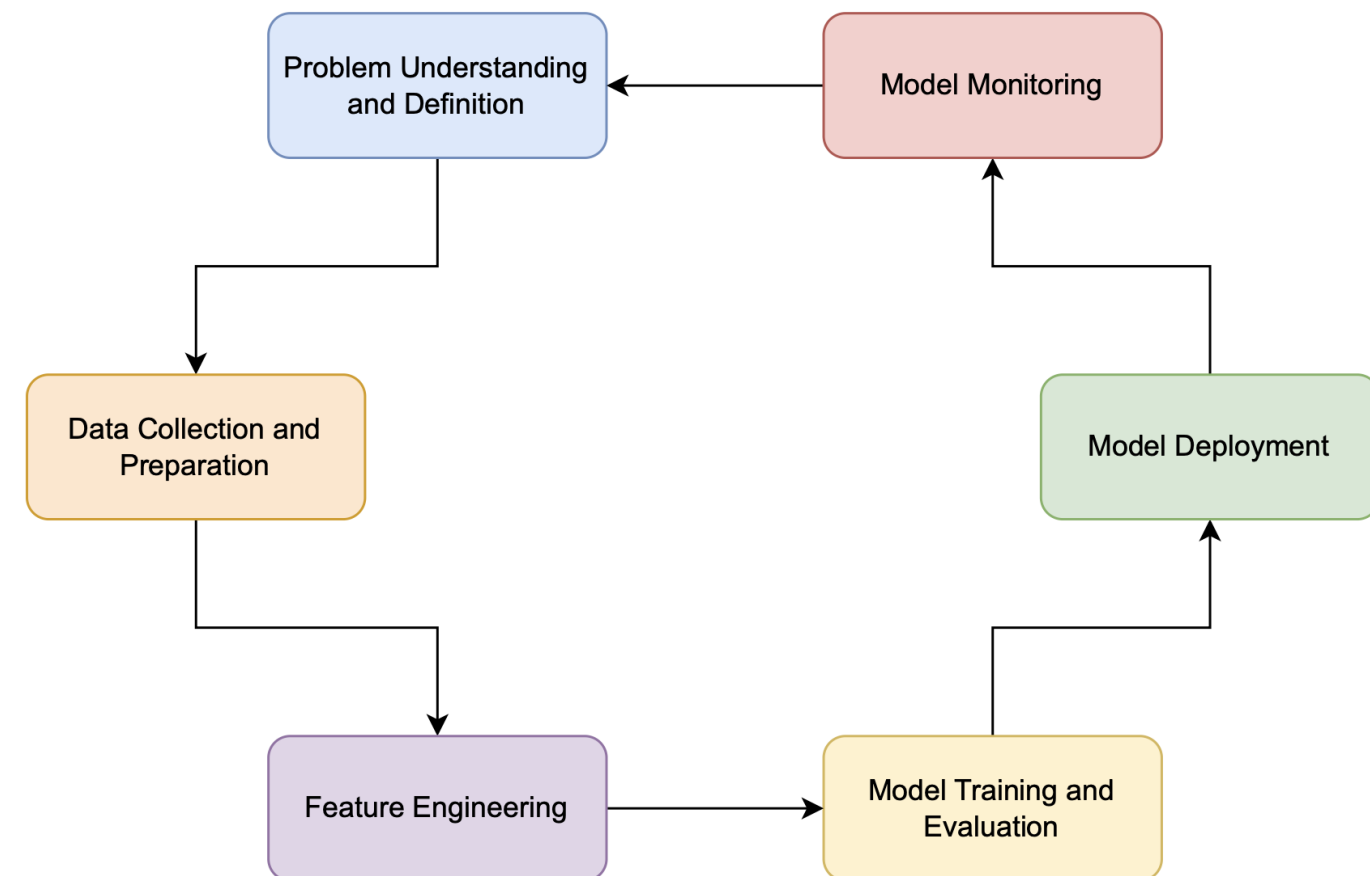 Problem Understanding
and Definition
Model Monitoring
Data Collection and
Preparation
Model Deployment
Feature Engineering
Model Training and
Evaluation